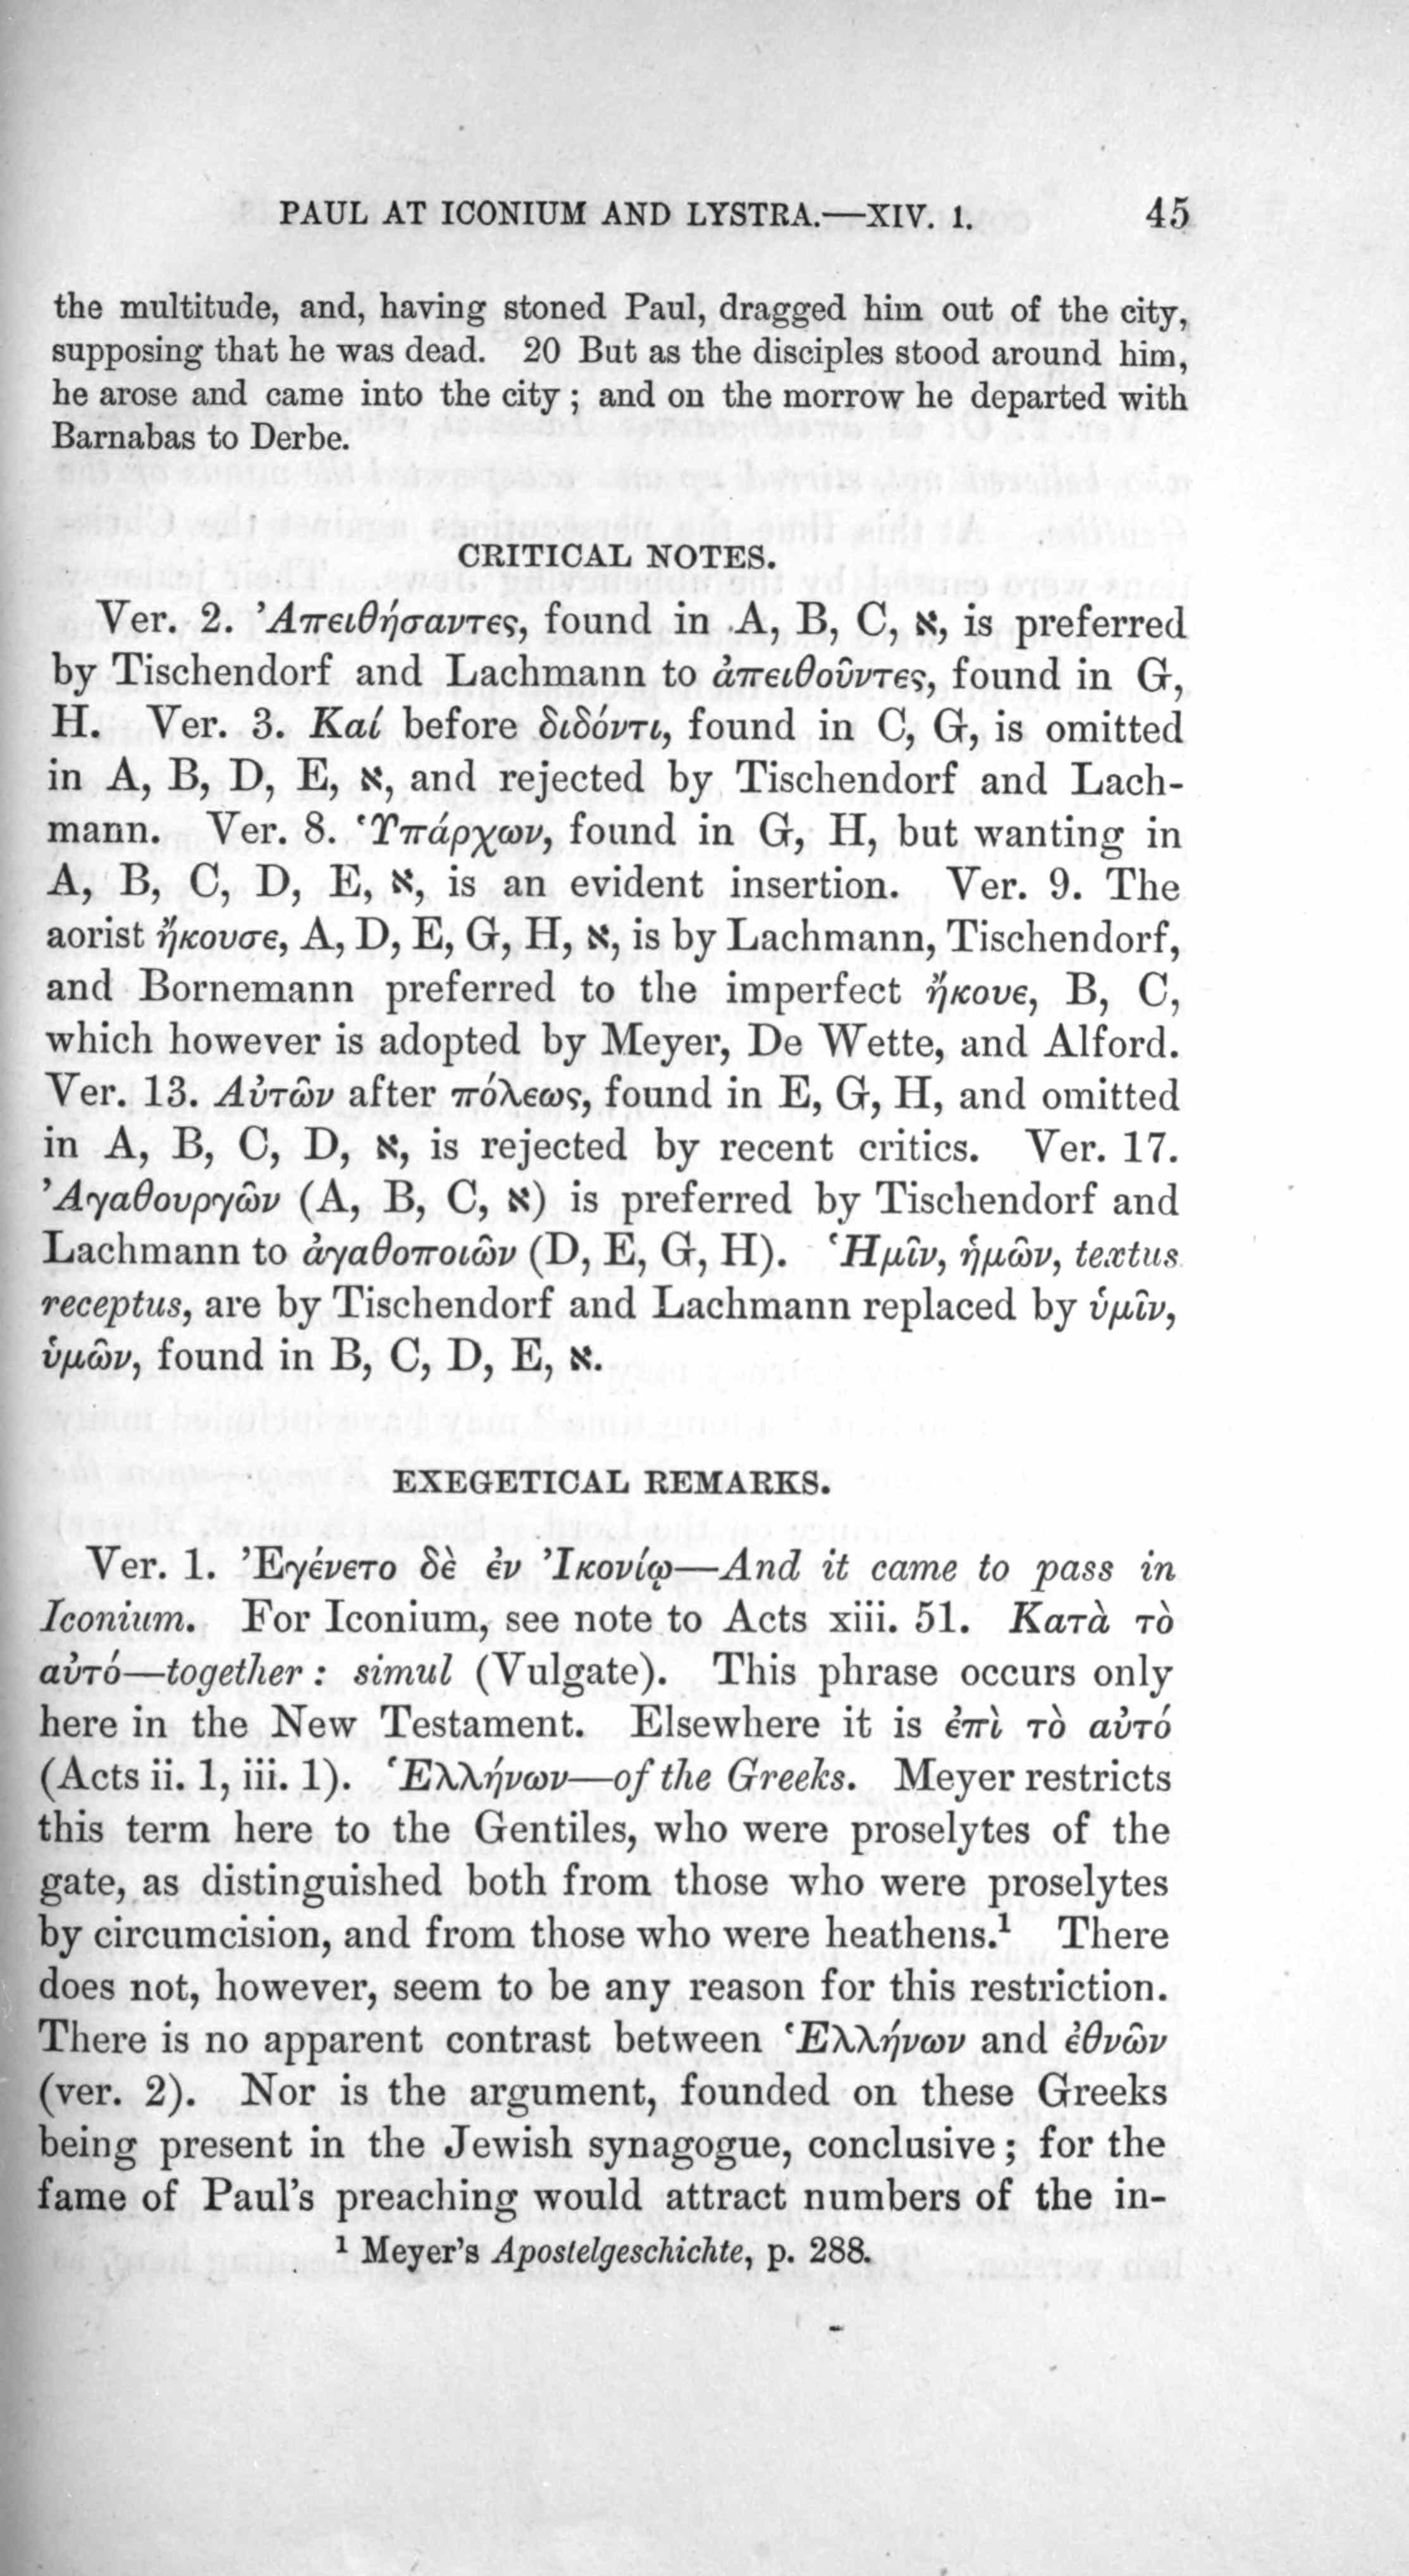 PAUL AT ICONIUM AND LYSTRA.—XIV. 1. 45
the multitude, and, having stoned Paul, dragged him out of the city,
supposing that he was dead. 20 But as the disciples stood around him,
he arose and came into the city ; and on the morrow he departed with
Barnabas to Derbe.
CRITICAL NOTES.
Ver. 2. Ἀπειθήσαντες, found in A, B, C, א, is preferred
by Tischendorf and Lachmann to ἀπειθοῦντες, found in G,
H. Ver. 3. Καί before διδόντι, found in C, G, is omitted
in A, B, D, E, א, and rejected by Tischendorf and Lach-
mann. Ver. 8. Ὑπάρχων, found in G, H, but wanting in
A, B, C, D, E, א, is an evident insertion. Ver. 9. The
aorist ἤκουσε, A, D, E, G, H, א, is by Lachmann, Tischendorf,
and Bornemann preferred to the imperfect ἤκουε, B, C,
which however is adopted by Meyer, De Wette, and Alford.
Ver. 13. Αὐτῶν after πόλεως, found in E, G, H, and omitted
in A, B, C, D, א, is rejected by recent critics. Ver. 17.
Ἀγαθουργῶν (A, B, C, א) is preferred by Tischendorf and
Lachmann to ἀγαθοποιῶν (D, E, G, H). Ἡμῖν, ἡμῶν, textus
receptus, are by Tischendorf and Lachmann replaced by ὑμῖν,
ὑμῶν, found in B, C, D, E, א.
EXEGETICAL REMARKS.
Ver. 1. Ἐγένετο δὲ ἐν Ἰκονίῳ—And it came to pass in
Iconium. For Iconium, see note to Acts xiii. 51. Κατὰ τὸ
αὐτό—together : simul (Vulgate). This phrase occurs only
here in the New Testament. Elsewhere it is ἐπὶ τὸ αὐτό
(Acts ii. 1, iii. 1). Ἑλλήνων—of the Greeks. Meyer restricts
this term here to the Gentiles, who were proselytes of the
gate, as distinguished both from those who were proselytes
by circumcision, and from those who were heathens.¹ There
does not, however, seem to be any reason for this restriction.
There is no apparent contrast between Ἑλλήνων and ἐθνῶν
(ver. 2). Nor is the argument, founded on these Greeks
being present in the Jewish synagogue, conclusive ; for the
fame of Paul's preaching would attract numbers of the in-
¹ Meyer's Apostelgeschichte, p. 288.